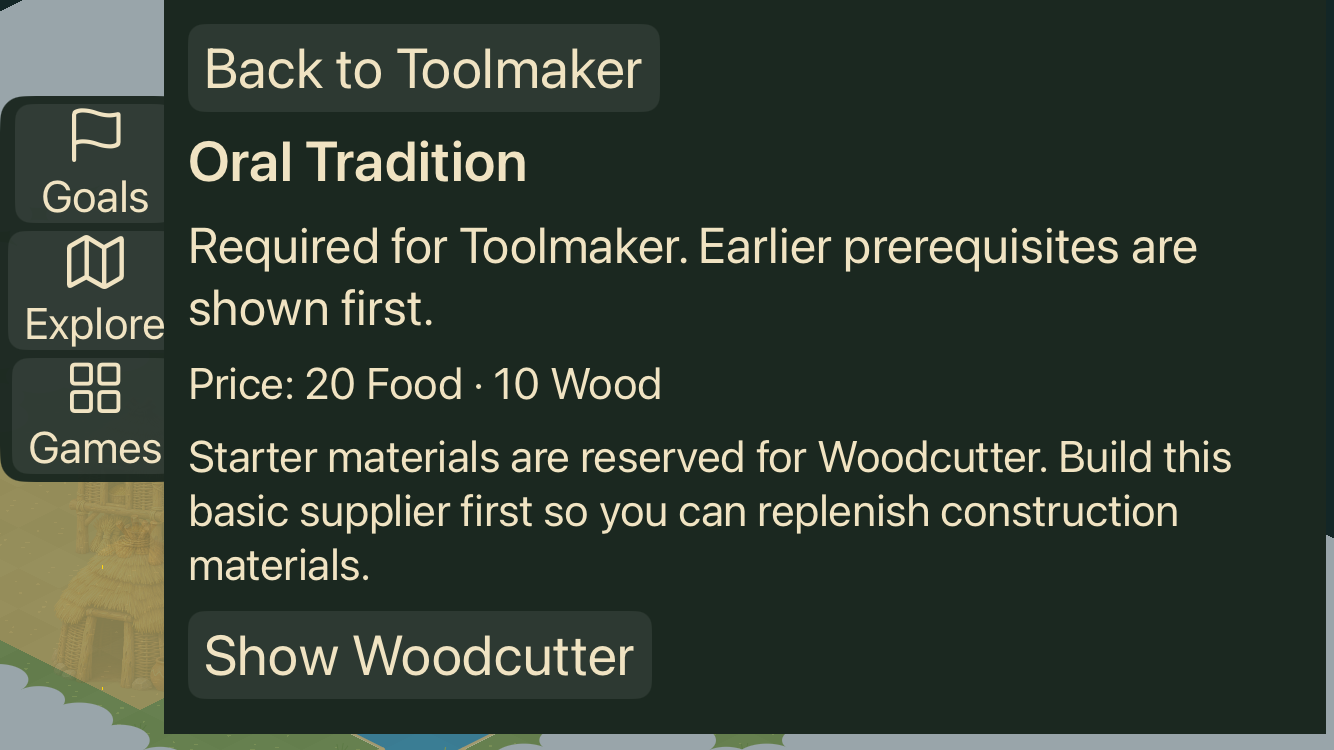 Back to Toolmaker
Oral Tradition
Required for Toolmaker. Earlier prerequisites are
shown first.
Price: 20 Food · 10 Wood
Starter materials are reserved for Woodcutter. Build this
basic supplier first so you can replenish construction
materials.
Show Woodcutter
Goals
Explore
Games